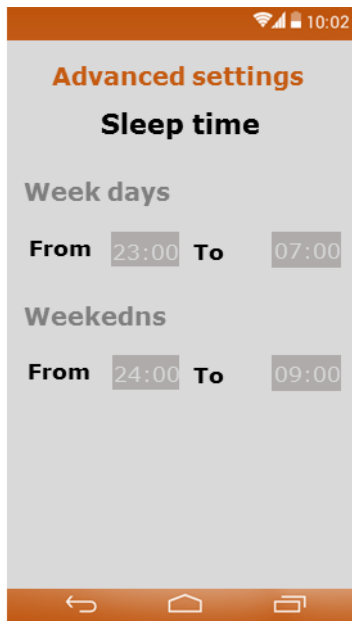 10:02
Advanced settings
Sleep time
Week days
From 23:00 To 07:00
Weekedns
From 24:00 To 09:00